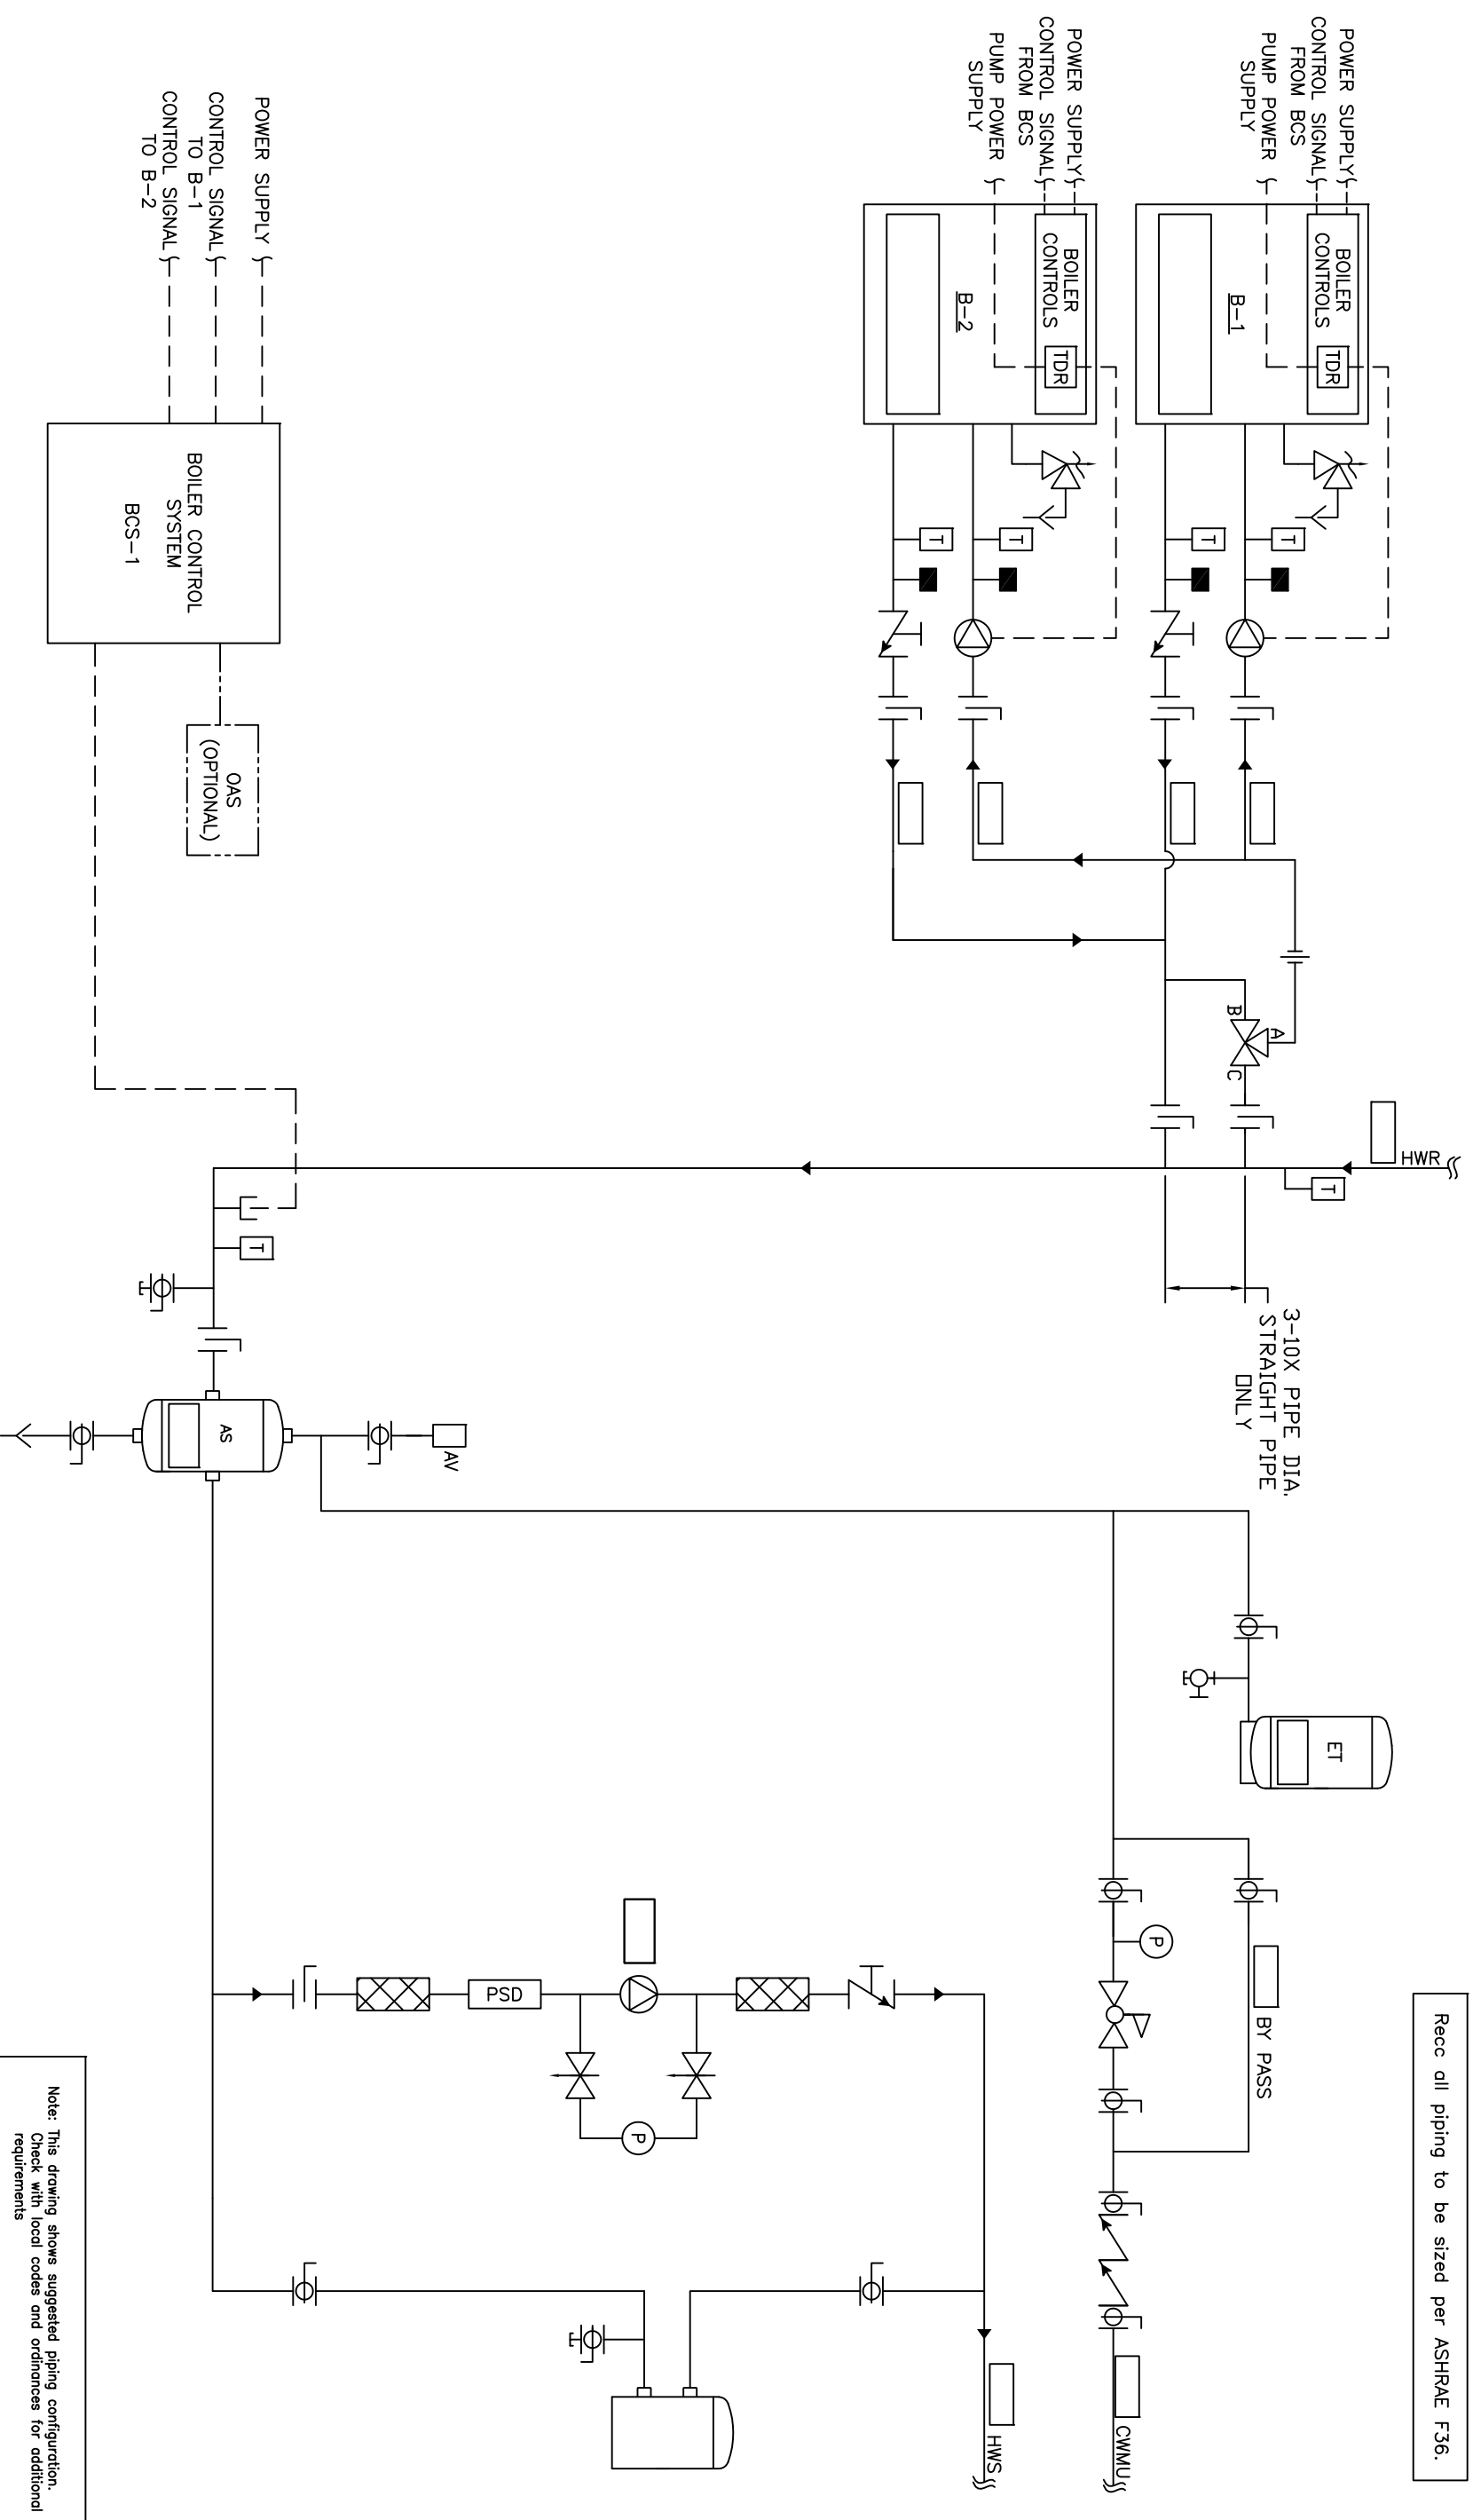 Recc all piping to be sized per ASHRAE F36.
POWER SUPPLY
CONTROL SIGNAL
FROM BCS
PUMP POWER
SUPPLY
BOILER
CONTROLS
TDR
B-1
T
T
POWER SUPPLY
CONTROL SIGNAL
FROM BCS
PUMP POWER
SUPPLY
BOILER
CONTROLS
TDR
B-2
T
T
A
B
C
HWR
T
3-10X PIPE DIA.
STRAIGHT PIPE
ONLY
ET
BY PASS
P
CWMU
HWS
POWER SUPPLY
CONTROL SIGNAL
TO B-1
CONTROL SIGNAL
TO B-2
BOILER CONTROL
SYSTEM
BCS-1
OAS
(OPTIONAL)
T
AS
AV
PSD
P
Note: This drawing shows suggested piping configuration.
Check with local codes and ordinances for additional
requirements